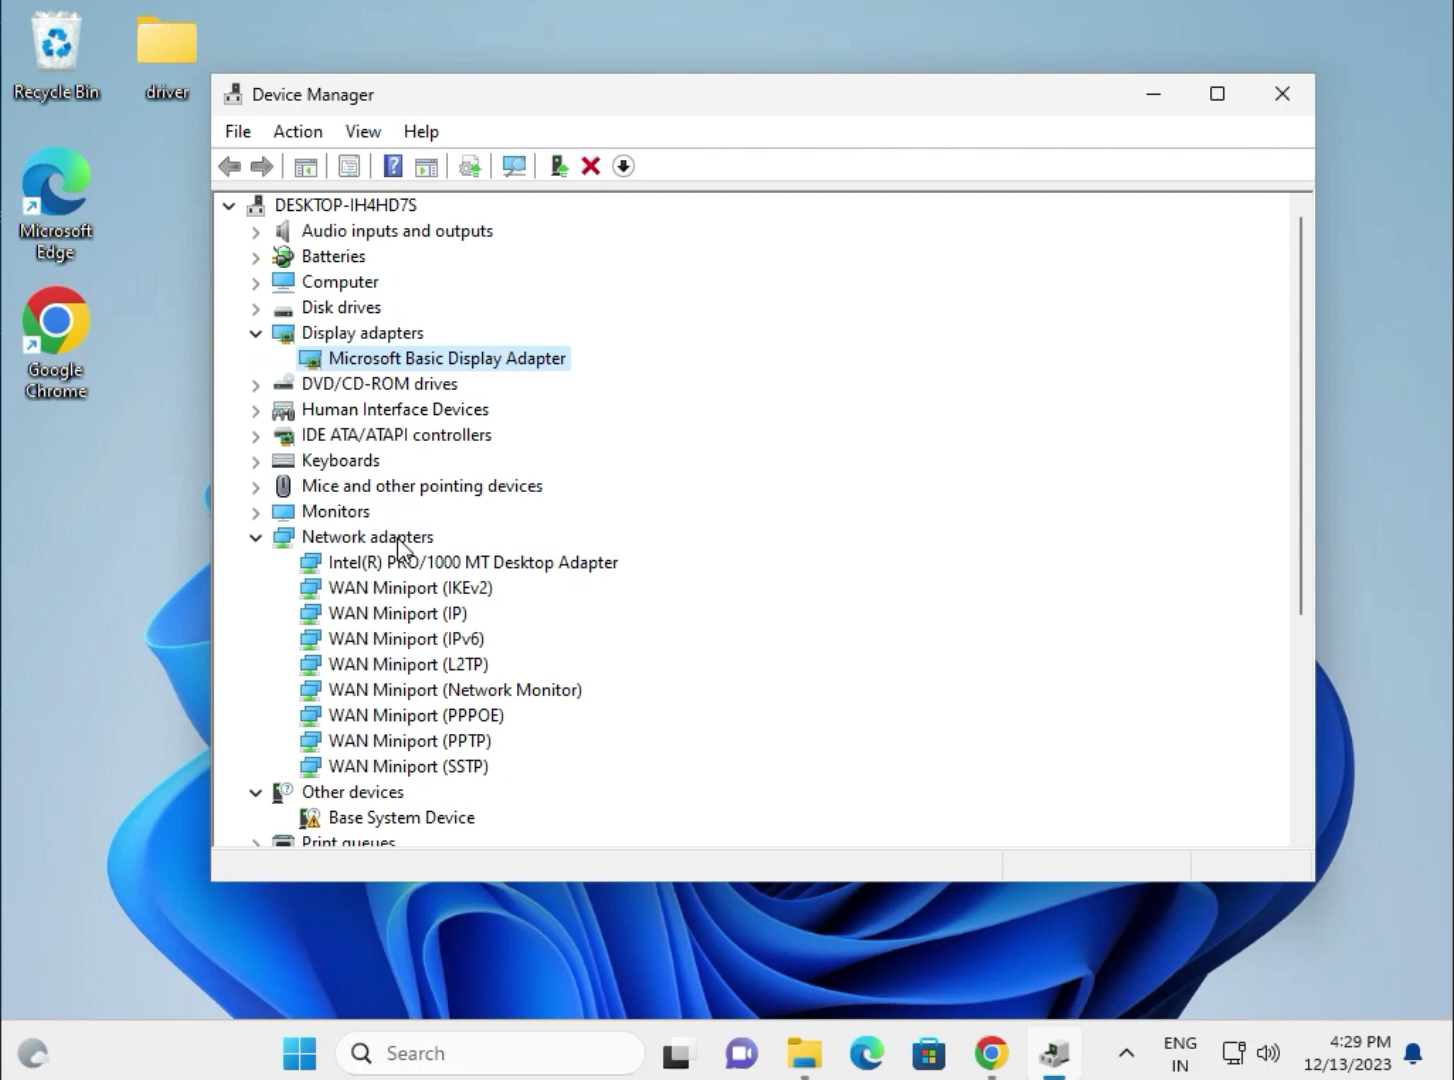 Recycle Bin
driver
Microsoft
Edge
Google
Chrome
Device Manager
File Action View Help
DESKTOP-IH4HD7S
Audio inputs and outputs
Batteries
Computer
Disk drives
Display adapters
Microsoft Basic Display Adapter
DVD/CD-ROM drives
Human Interface Devices
IDE ATA/ATAPI controllers
Keyboards
Mice and other pointing devices
Monitors
Network adapters
Intel(R) PRO/1000 MT Desktop Adapter
WAN Miniport (IKEv2)
WAN Miniport (IP)
WAN Miniport (IPv6)
WAN Miniport (L2TP)
WAN Miniport (Network Monitor)
WAN Miniport (PPPOE)
WAN Miniport (PPTP)
WAN Miniport (SSTP)
Other devices
Base System Device
Print queues
Search
ENG
IN
4:29 PM
12/13/2023